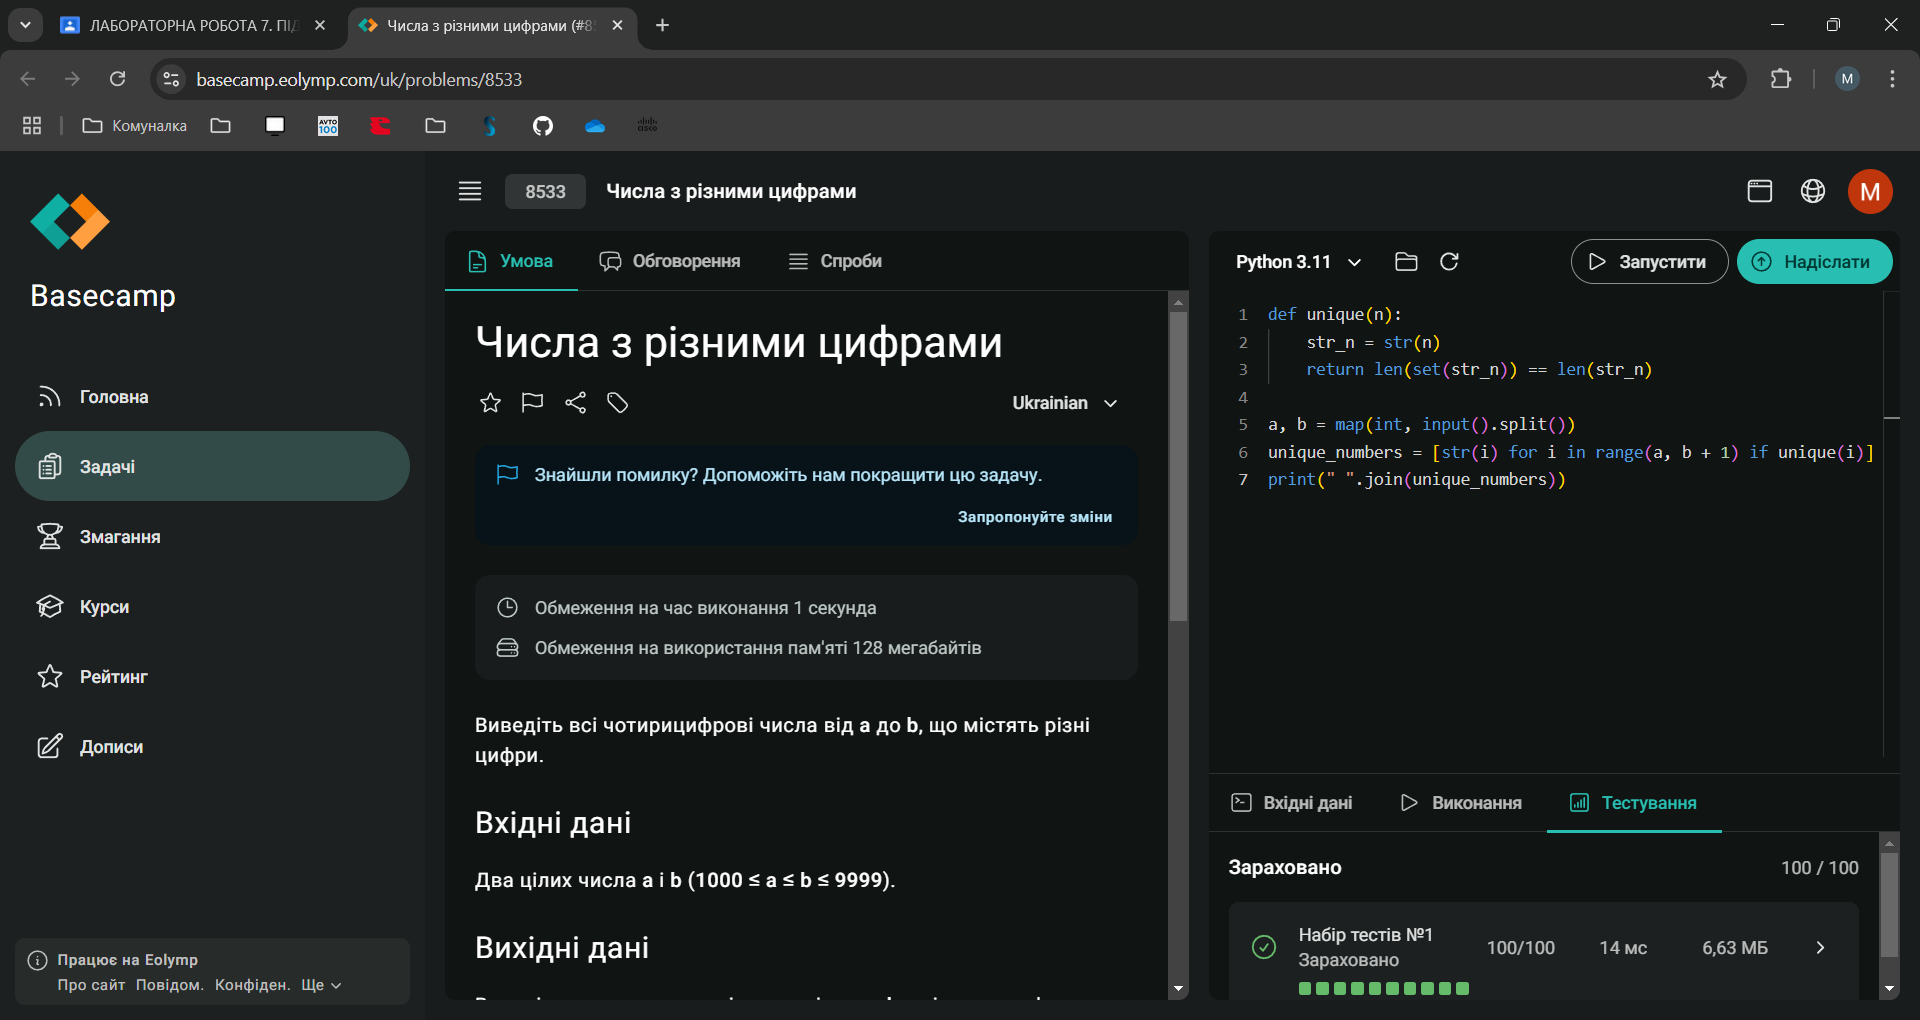 ЛАБОРАТОРНА РОБОТА 7. ПІД
Числа з різними цифрами (#8
basecamp.eolymp.com/uk/problems/8533
M
Комуналка
AVTO
100
cisco
Basecamp
Головна
Задачі
Змагання
Курси
Рейтинг
Дописи
Працює на Eolymp
Про сайт Повідом. Конфіден. Ще
8533 Числа з різними цифрами
M
Умова Обговорення Спроби
Числа з різними цифрами
Ukrainian
Знайшли помилку? Допоможіть нам покращити цю задачу.
Запропонуйте зміни
Обмеження на час виконання 1 секунда
Обмеження на використання пам'яті 128 мегабайтів
Виведіть всі чотирицифрові числа від a до b, що містять різні
цифри.
Вхідні дані
Два цілих числа a і b (1000 ≤ a ≤ b ≤ 9999).
Вихідні дані
Python 3.11 Запустити Надіслати
1 def unique(n):
2 str_n = str(n)
3 return len(set(str_n)) == len(str_n)
4
5 a, b = map(int, input().split())
6 unique_numbers = [str(i) for i in range(a, b + 1) if unique(i)]
7 print(" ".join(unique_numbers))
Вхідні дані Виконання Тестування
Зараховано 100 / 100
Набір тестів №1 100/100 14 мс 6,63 МБ
Зараховано